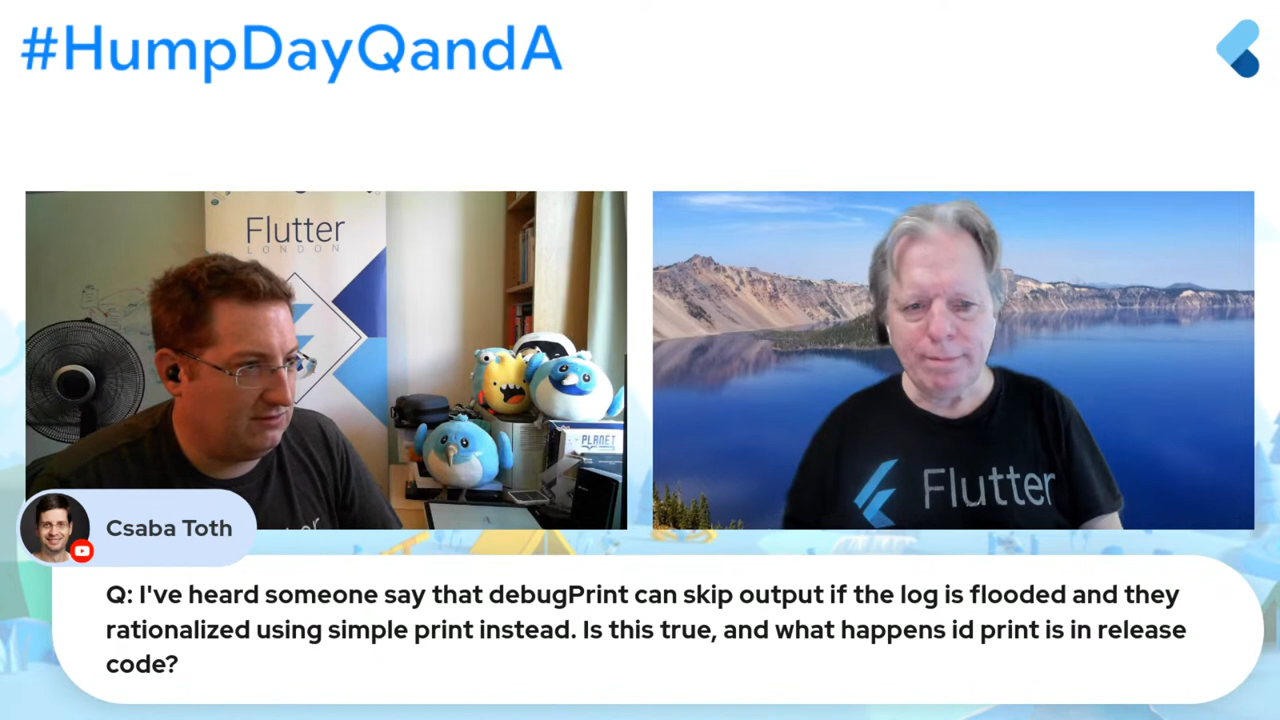 #HumpDayQandA
Flutter
LONDON
PLANET
Flutter
Csaba Toth
Q: I've heard someone say that debugPrint can skip output if the log is flooded and they
rationalized using simple print instead. Is this true, and what happens id print is in release
code?